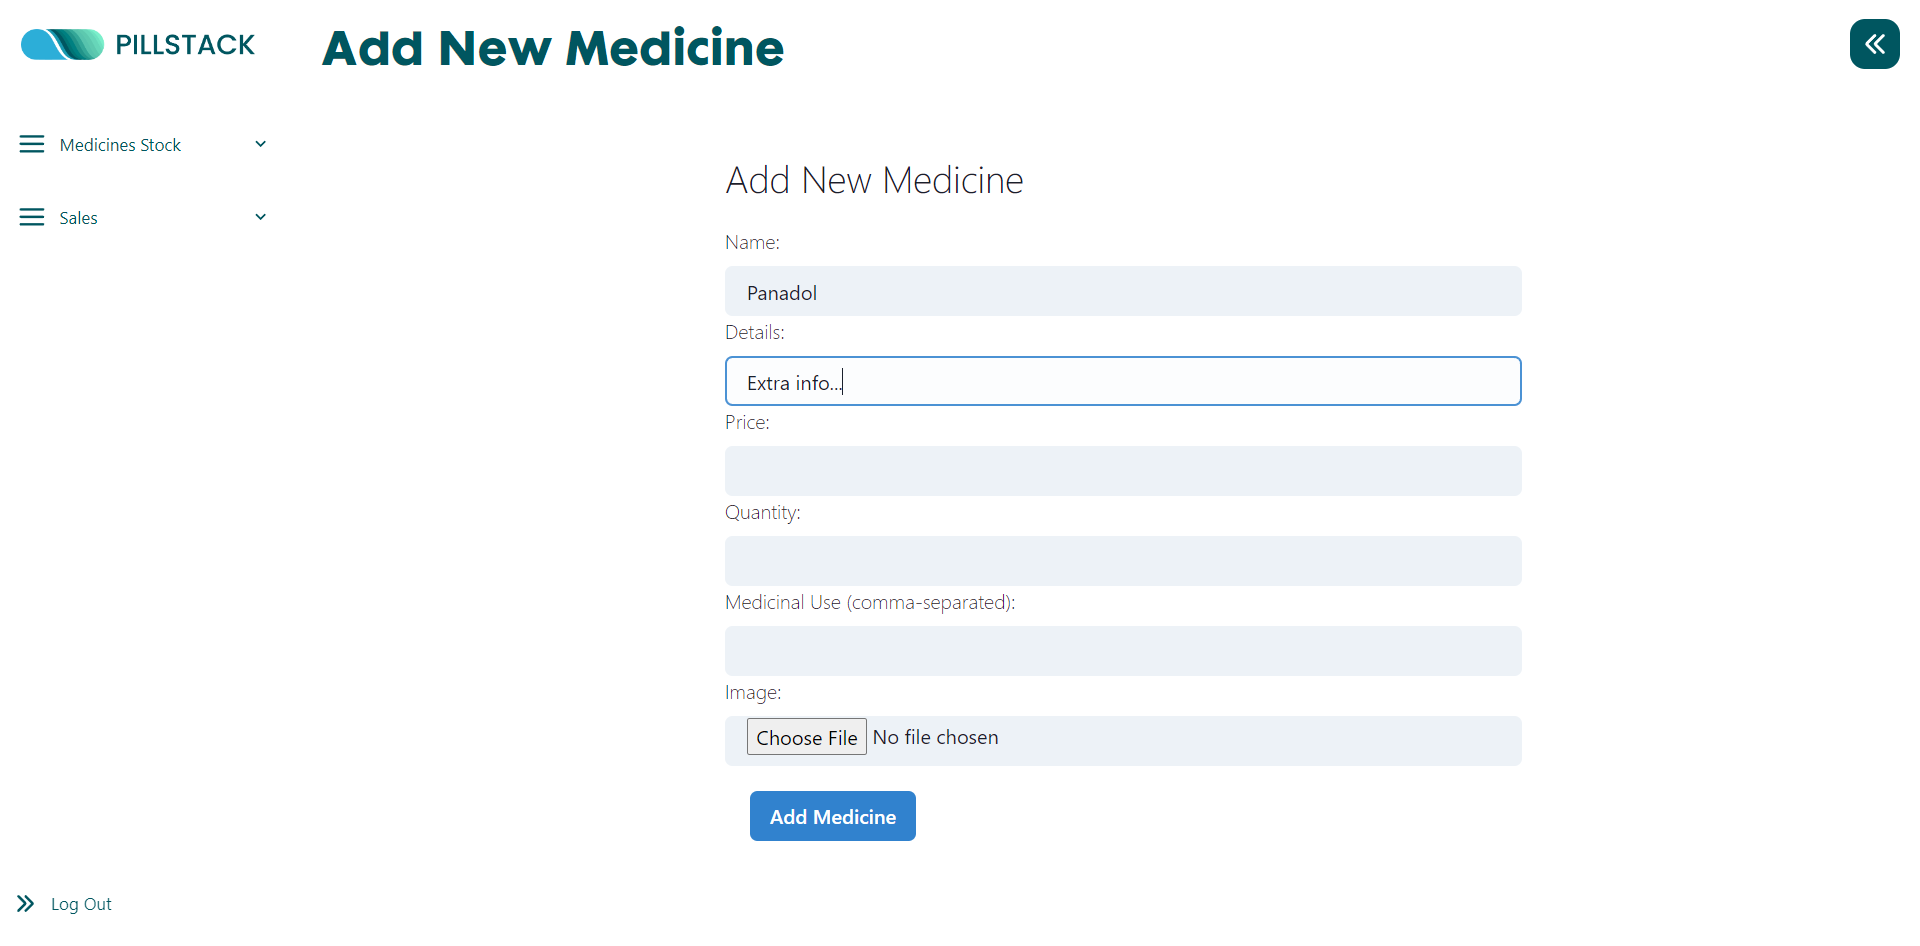 PILLSTACK
Add New Medicine
Medicines Stock
Sales
Add New Medicine
Name:
Panadol
Details:
Extra info...
Price:
Quantity:
Medicinal Use (comma-separated):
Image:
Choose File No file chosen
Add Medicine
Log Out